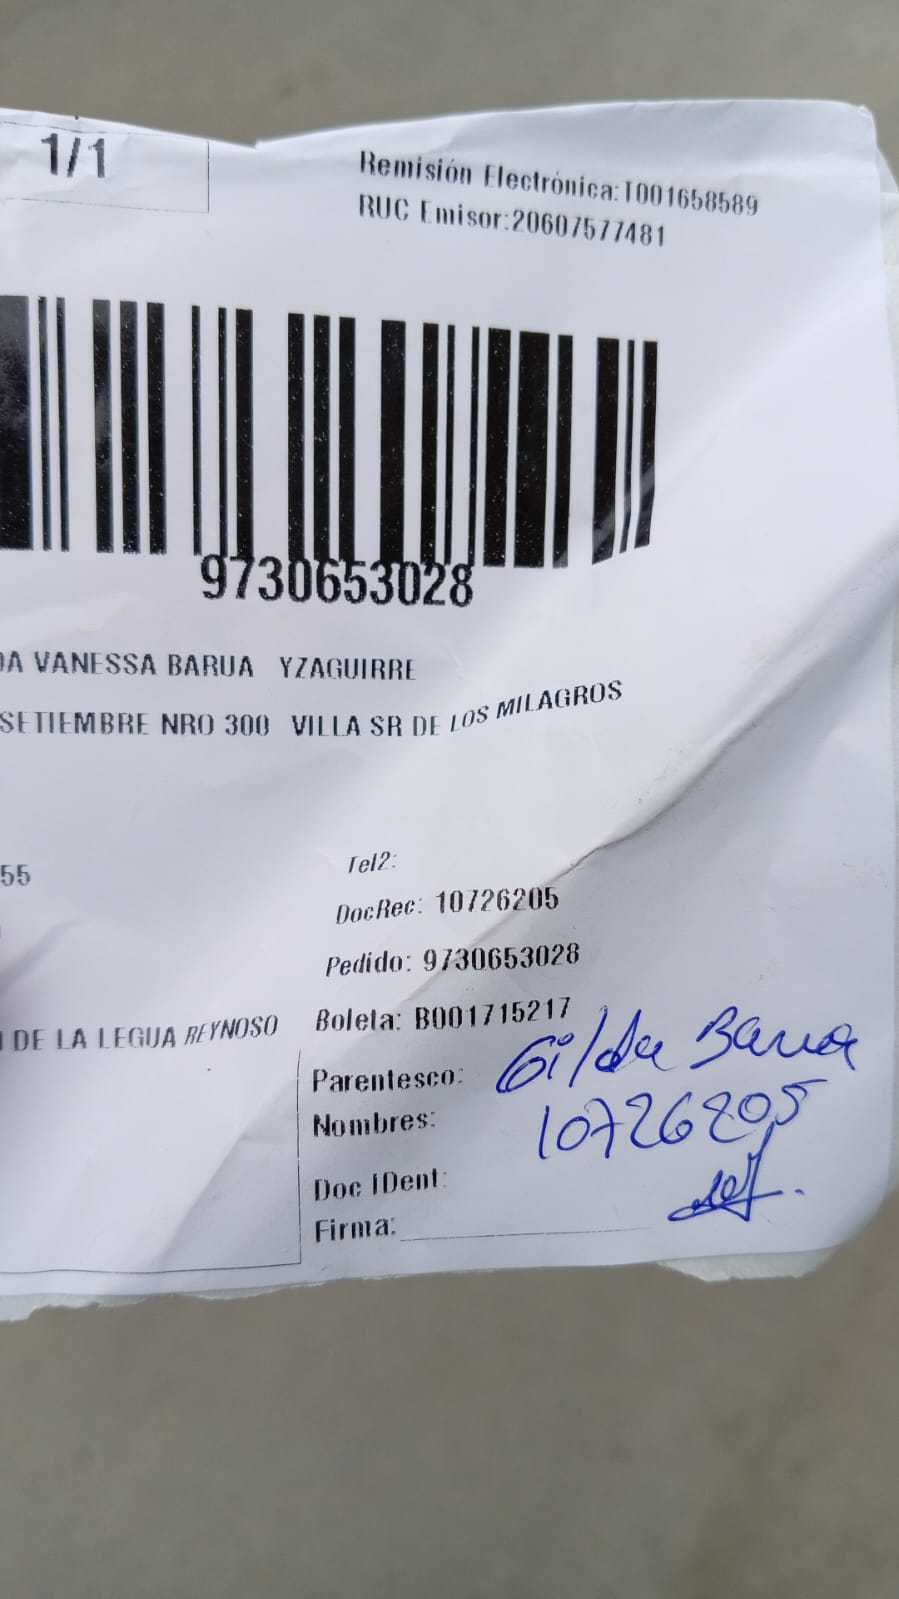 1/1
Remisión Electrónica:T001658589
RUC Emisor:20607577481
9730653028
DA VANESSA BARUA YZAGUIRRE
SETIEMBRE NRO 300 VILLA SR DE LOS MILAGROS
55
Tel2:
DocRec: 10726205
Pedido: 9730653028
DE LA LEGUA REYNOSO
Boleta: B001715217
Parentesco:
Gilda Barua
Nombres:
10726205
Doc IDent:
Firma: